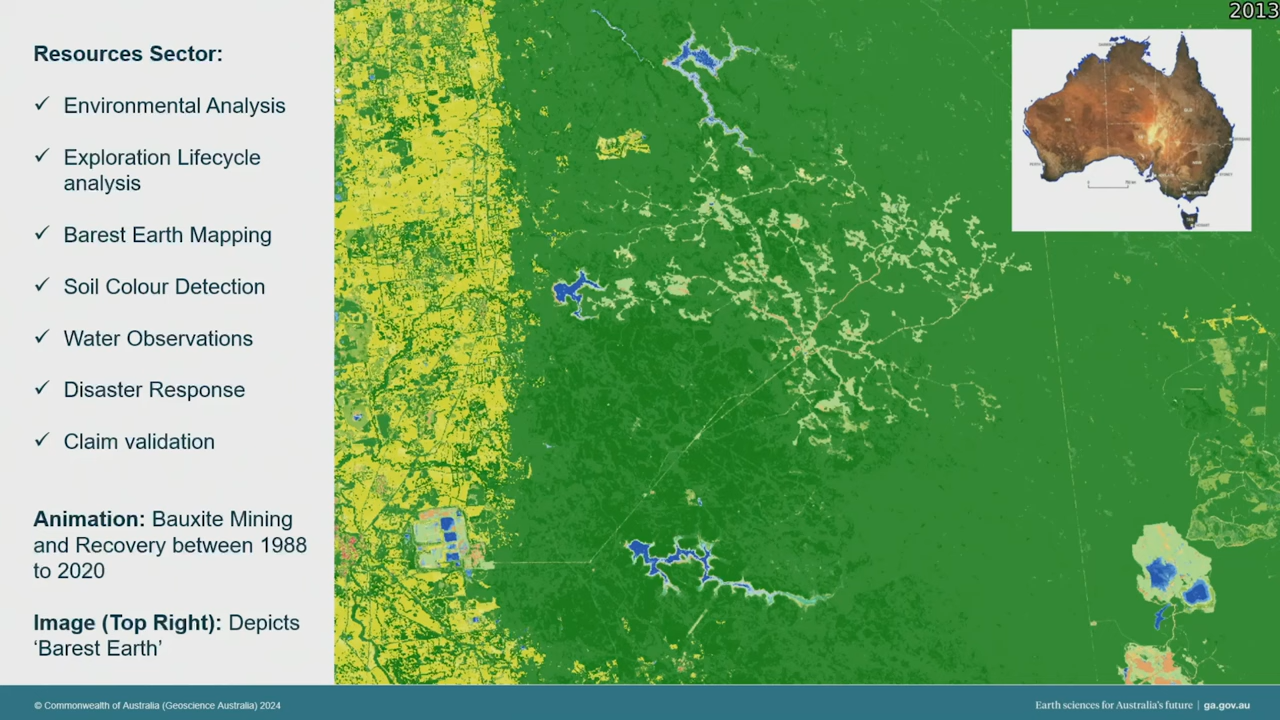 2013
Resources Sector:
✓ Environmental Analysis
✓ Exploration Lifecycle
analysis
✓ Barest Earth Mapping
✓ Soil Colour Detection
✓ Water Observations
✓ Disaster Response
✓ Claim validation
Animation: Bauxite Mining
and Recovery between 1988
to 2020
Image (Top Right): Depicts
‘Barest Earth’
© Commonwealth of Australia (Geoscience Australia) 2024
Earth sciences for Australia's future | ga.gov.au